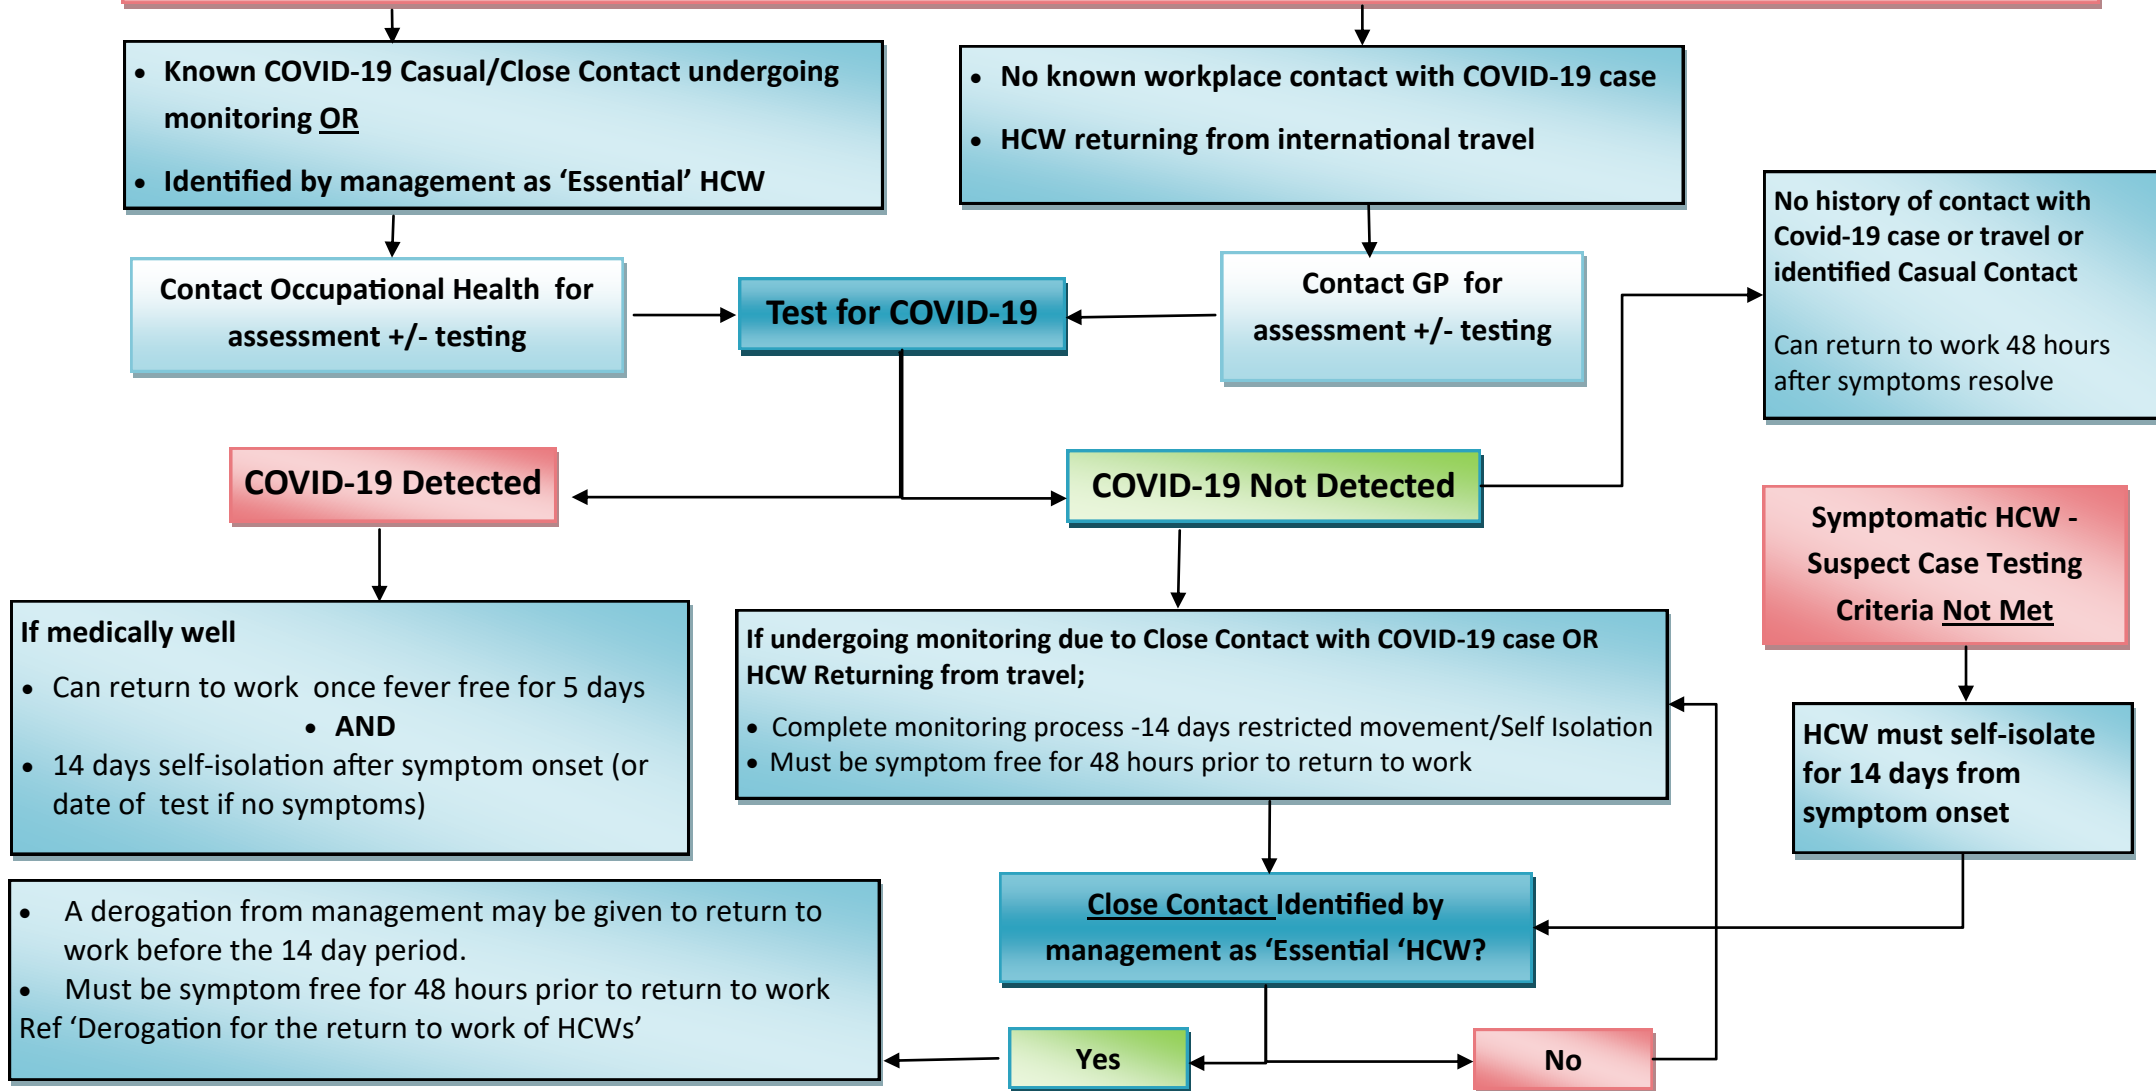 • Known COVID-19 Casual/Close Contact undergoing
monitoring OR
• Identified by management as ‘Essential’ HCW
• No known workplace contact with COVID-19 case
• HCW returning from international travel
No history of contact with
Covid-19 case or travel or
identified Casual Contact
Can return to work 48 hours
after symptoms resolve
Contact Occupational Health for
assessment +/- testing
Test for COVID-19
Contact GP for
assessment +/- testing
COVID-19 Detected
COVID-19 Not Detected
Symptomatic HCW -
Suspect Case Testing
Criteria Not Met
If medically well
• Can return to work once fever free for 5 days
• AND
• 14 days self-isolation after symptom onset (or
date of test if no symptoms)
If undergoing monitoring due to Close Contact with COVID-19 case OR
HCW Returning from travel;
• Complete monitoring process -14 days restricted movement/Self Isolation
• Must be symptom free for 48 hours prior to return to work
HCW must self-isolate
for 14 days from
symptom onset
• A derogation from management may be given to return to
work before the 14 day period.
• Must be symptom free for 48 hours prior to return to work
Ref ‘Derogation for the return to work of HCWs’
Close Contact Identified by
management as ‘Essential ‘HCW?
Yes
No